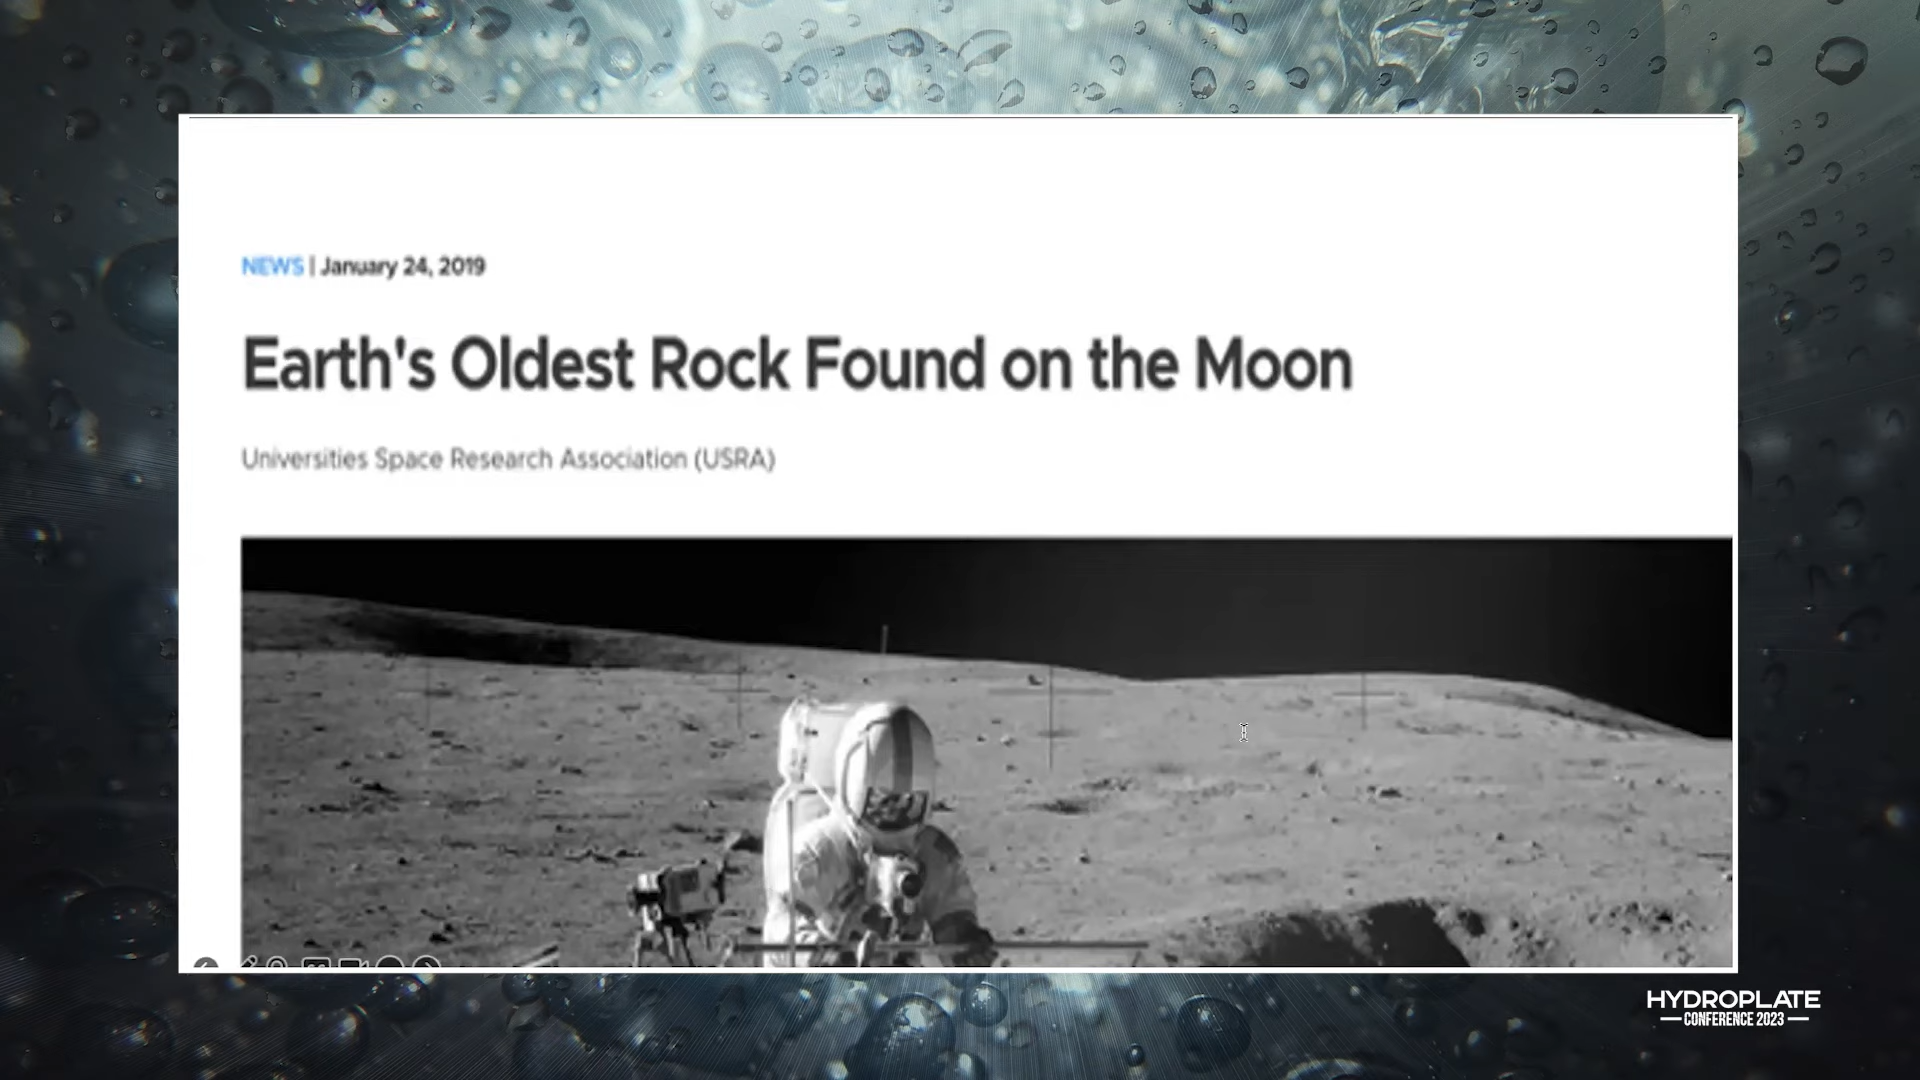 NEWS | January 24, 2019
Earth's Oldest Rock Found on the Moon
Universities Space Research Association (USRA)
HYDROPLATE
CONFERENCE 2023